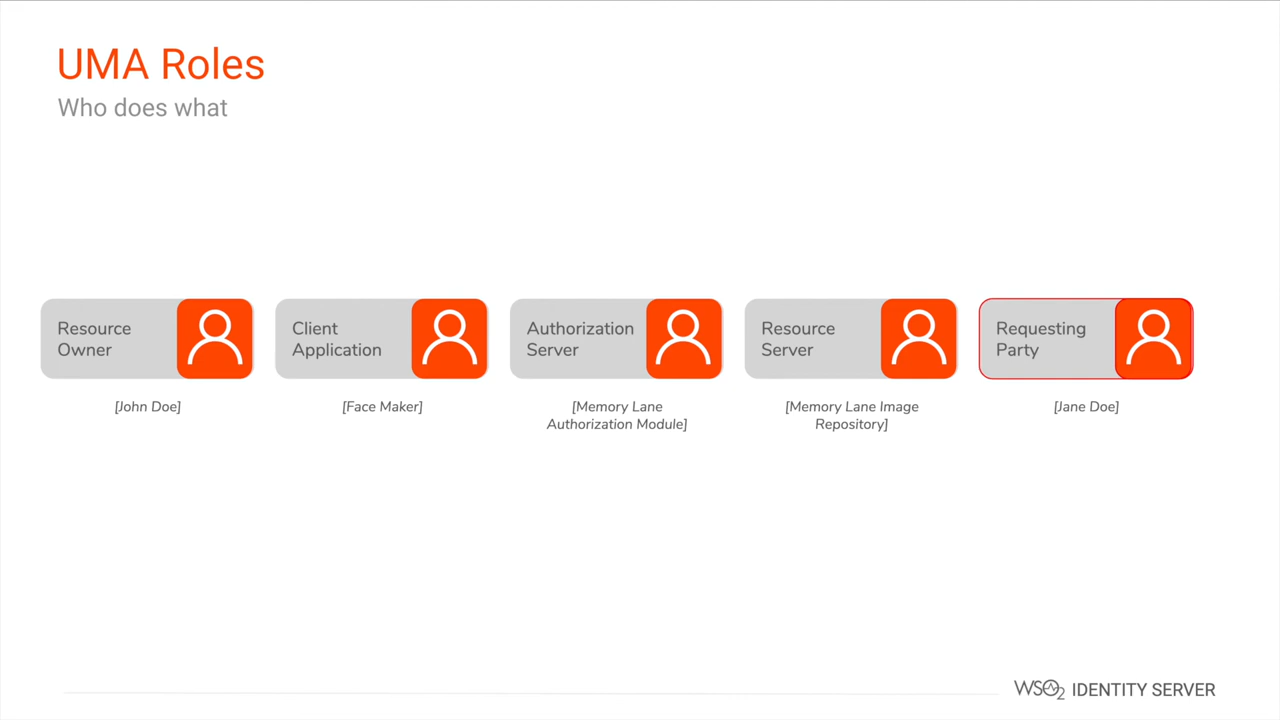 UMA Roles
Who does what
Resource
Owner
[John Doe]
Client
Application
[Face Maker]
Authorization
Server
[Memory Lane
Authorization Module]
Resource
Server
[Memory Lane Image
Repository]
Requesting
Party
[Jane Doe]
WSO2 IDENTITY SERVER